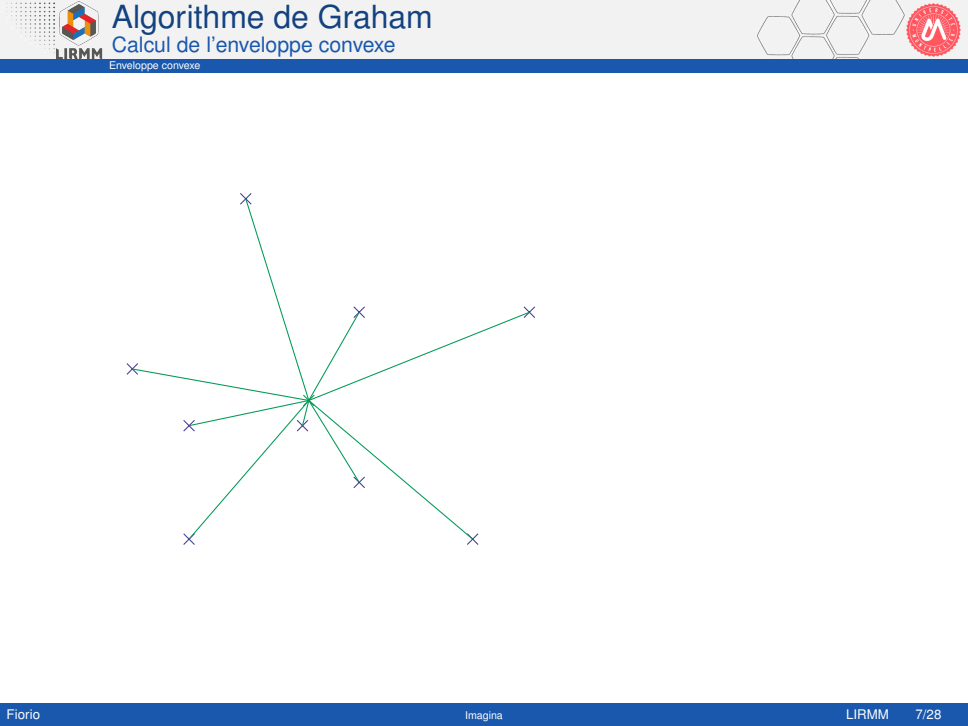 Algorithme de Graham
Calcul de l'enveloppe convexe
LIRMM
Enveloppe convexe
Fiorio
Imagina
LIRMM
7/28